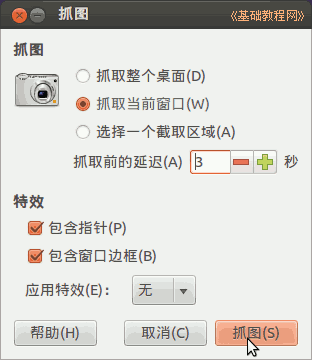 抓图
《基础教程网》
抓图
抓取整个桌面(D)
抓取当前窗口(W)
选择一个截取区域(A)
抓取前的延迟(A) 3 秒
特效
包含指针(P)
包含窗口边框(B)
应用特效(E)： 无
帮助(H) 取消(C) 抓图(S)